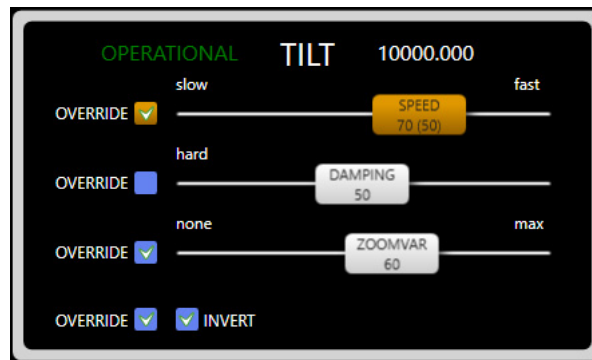 OPERATIONAL TILT 10000.000
slow fast
OVERRIDE SPEED
70 (50)
hard
OVERRIDE DAMPING
50
none max
OVERRIDE ZOOMVAR
60
OVERRIDE INVERT